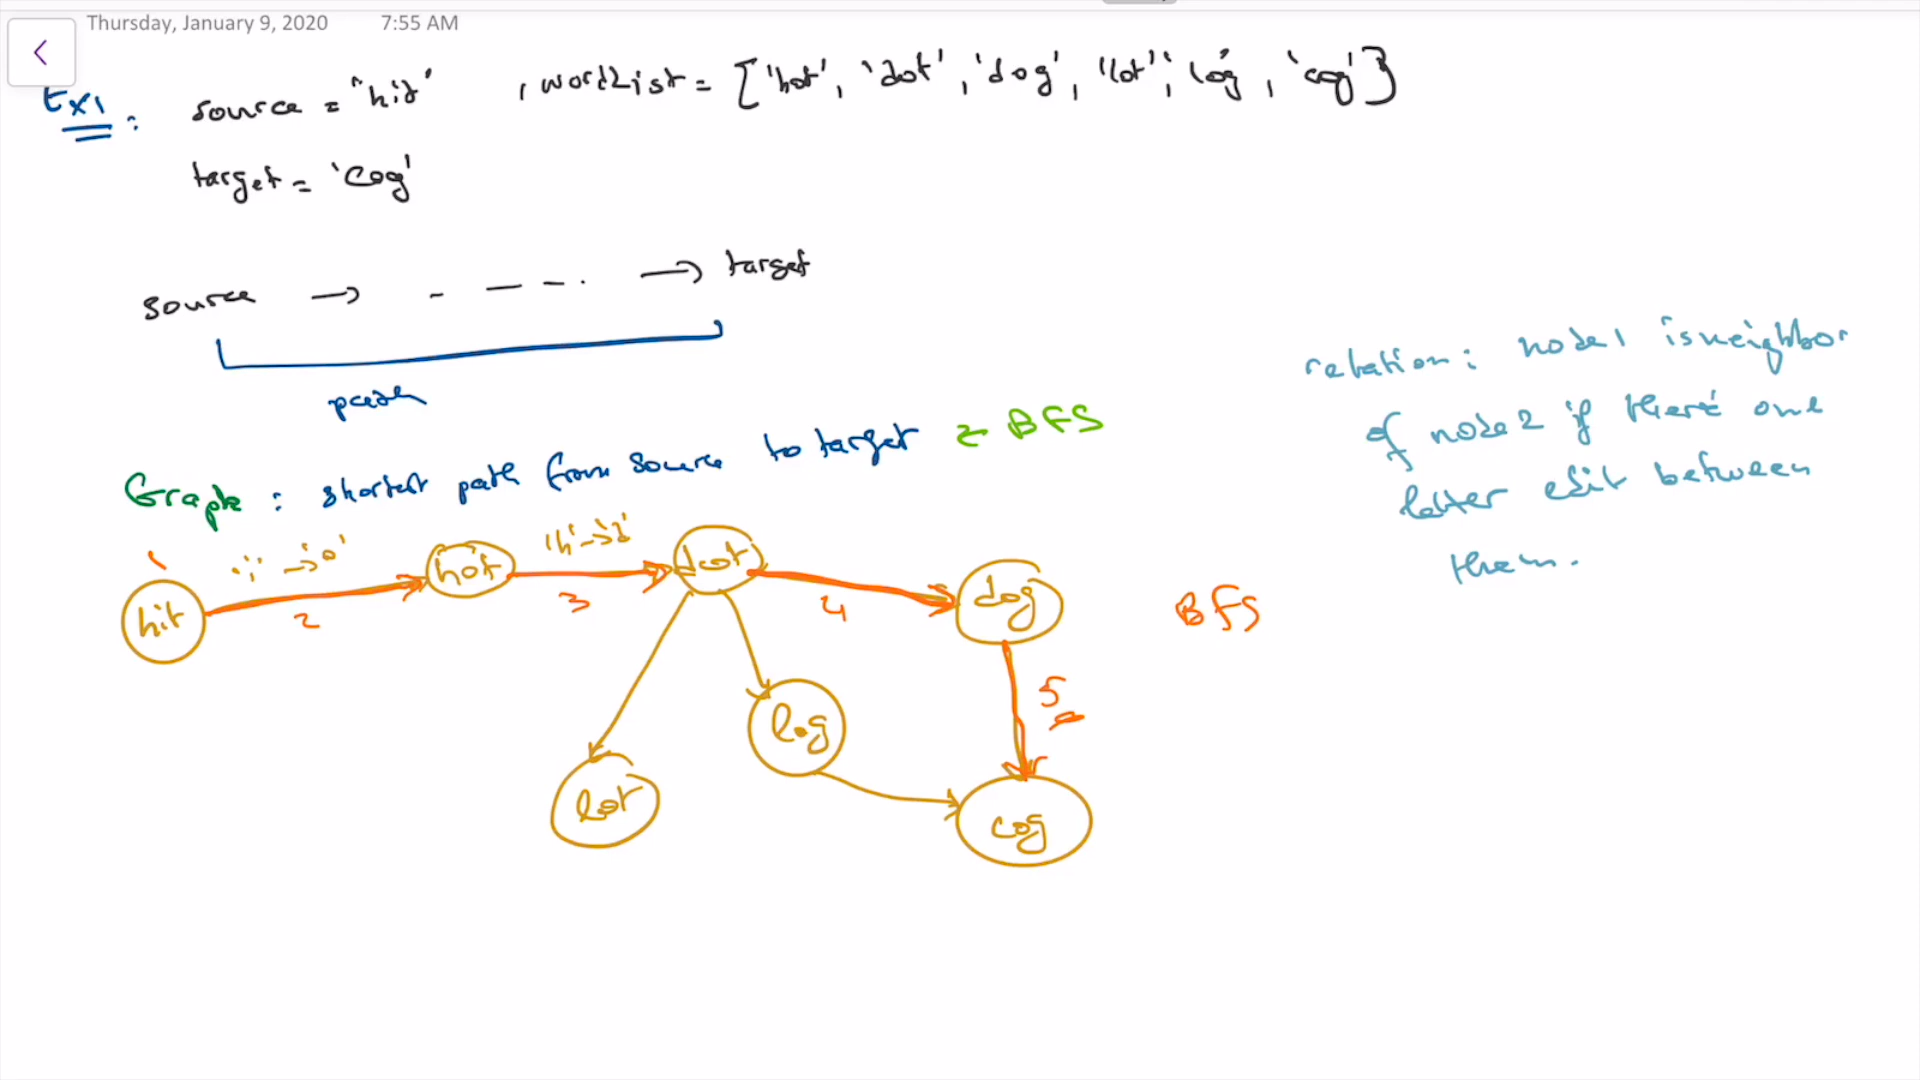 Thursday, January 9, 2020 7:55 AM
Ex1 : source = "hit" , wordList = ['hot', 'dot', 'dog', 'lot', log, 'cog']
target = 'cog'
source → - — — . → target
path
relation: node1 is neighbor
of node2 if there's one
letter edit between
them.
Graph : shortest path from source to target BFS
'i' → 'o'
'h' → 'd'
hit
2
hot
3
dot
4
dog
BFS
5
log
lot
cog